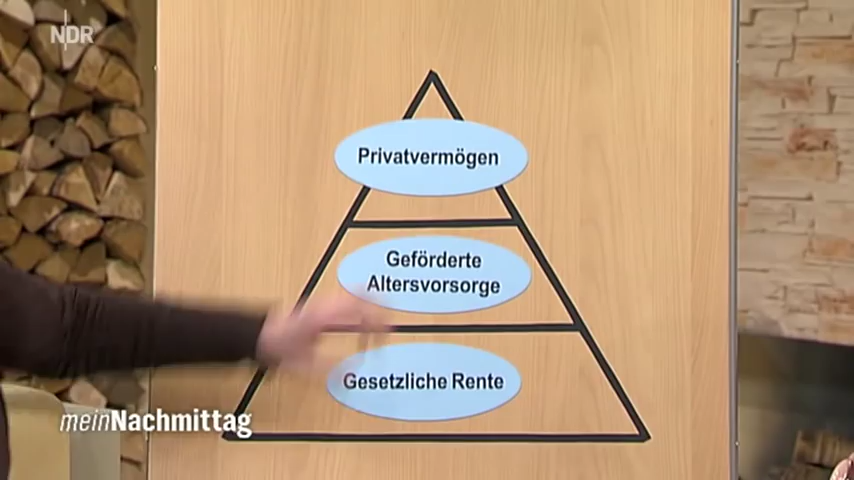 NDR
Privatvermögen
Geförderte
Altersvorsorge
Gesetzliche Rente
meinNachmittag